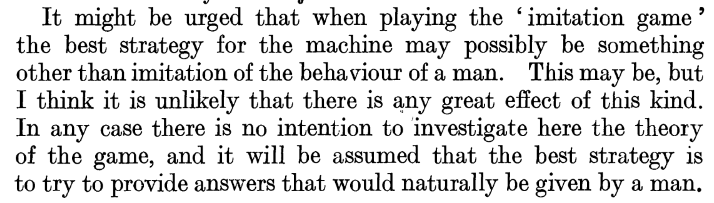 It might be urged that when playing the ‘imitation game’
the best strategy for the machine may possibly be something
other than imitation of the behaviour of a man. This may be, but
I think it is unlikely that there is any great effect of this kind.
In any case there is no intention to investigate here the theory
of the game, and it will be assumed that the best strategy is
to try to provide answers that would naturally be given by a man.